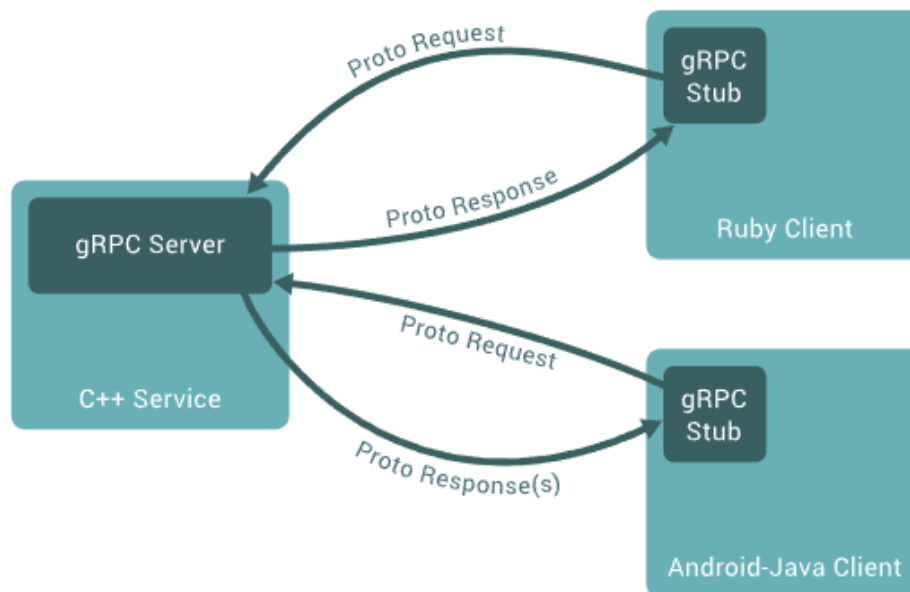 Proto Request
gRPC
Stub
Proto Response
Ruby Client
gRPC Server
C++ Service
Proto Request
gRPC
Stub
Proto Response(s)
Android-Java Client